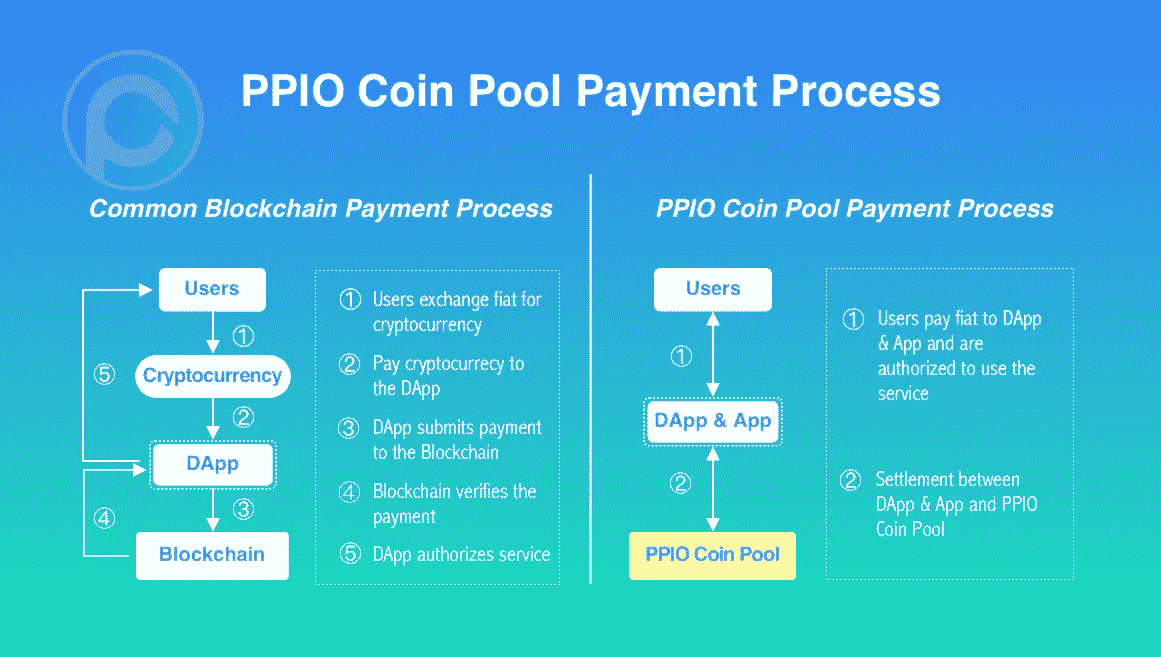 PPIO Coin Pool Payment Process
Common Blockchain Payment Process
Users
①
Cryptocurrency
⑤
②
DApp
③
④
Blockchain
① Users exchange fiat for
cryptocurrency
② Pay cryptocurrecy to
the DApp
③ DApp submits payment
to the Blockchain
④ Blockchain verifies the
payment
⑤ DApp authorizes service
PPIO Coin Pool Payment Process
Users
①
DApp & App
②
PPIO Coin Pool
① Users pay fiat to DApp
& App and are
authorized to use the
service
② Settlement between
DApp & App and PPIO
Coin Pool